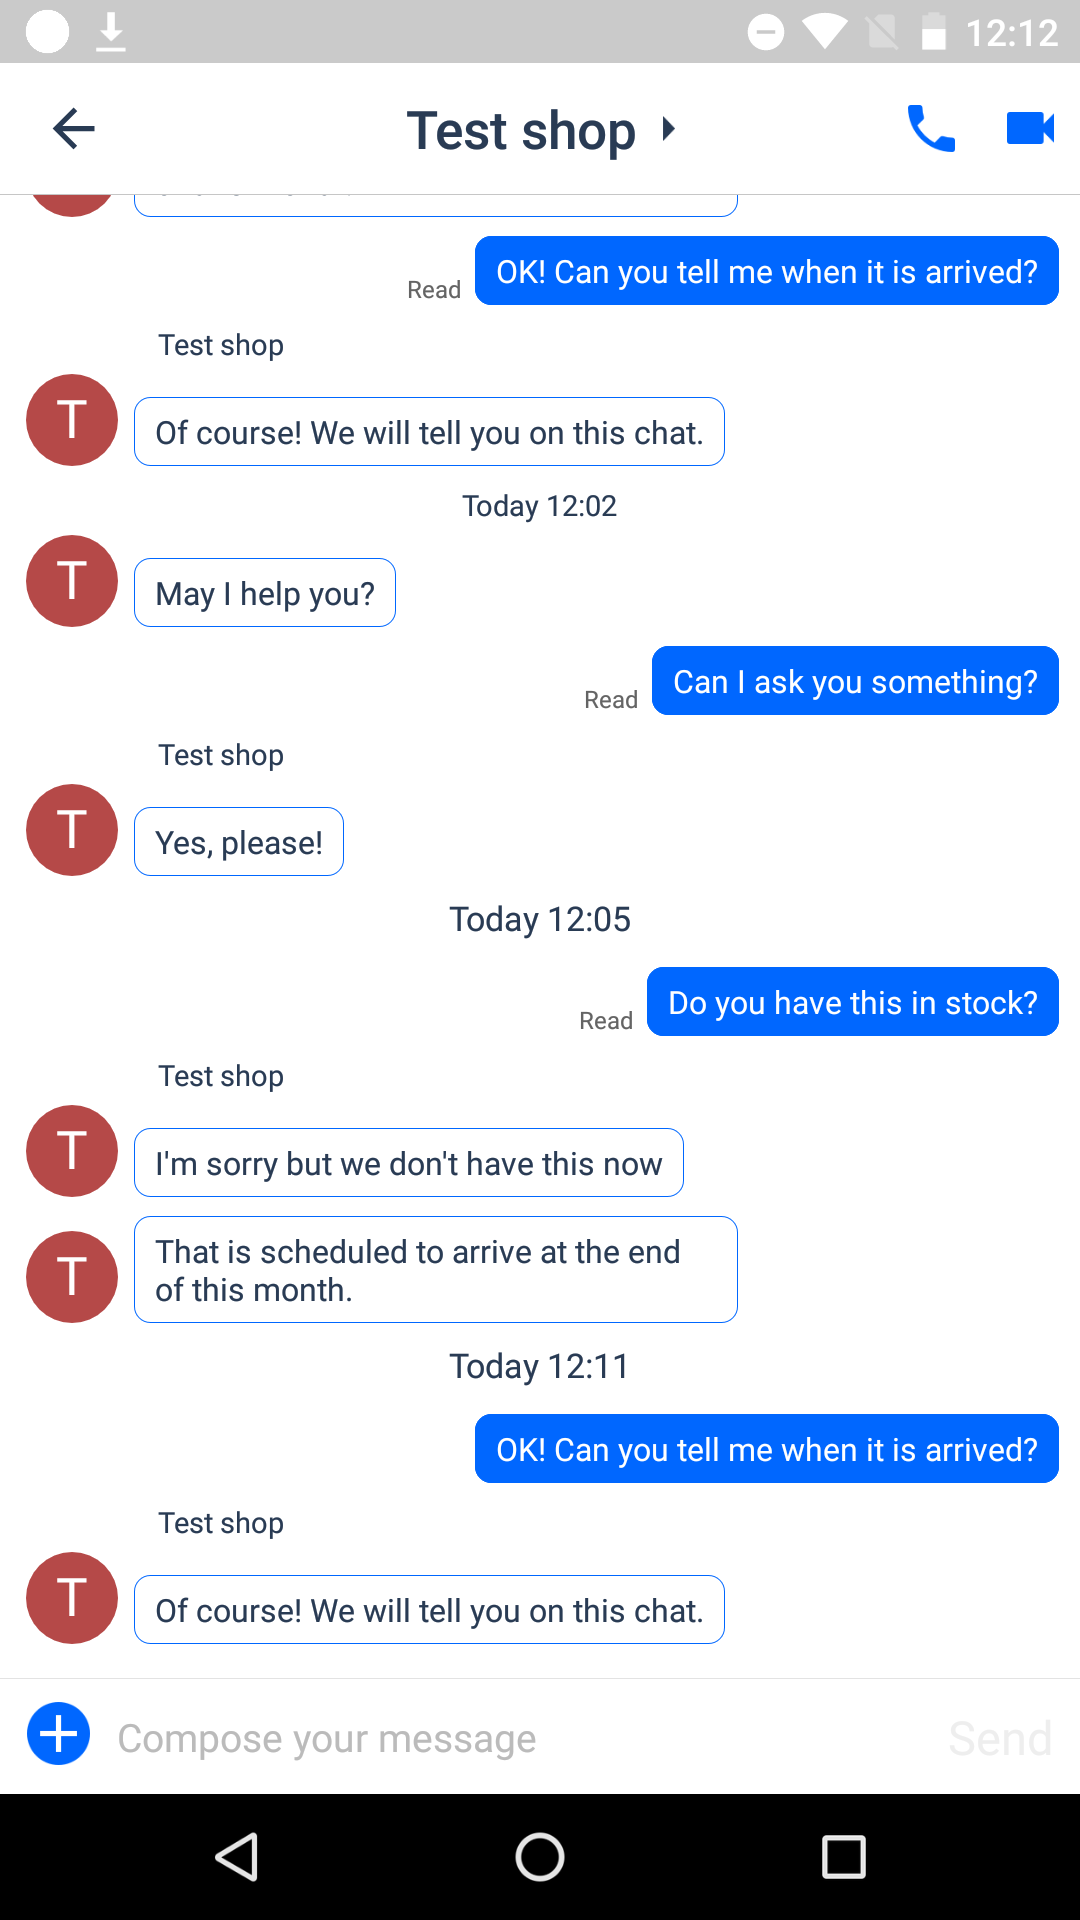 12:12
Test shop
OK! Can you tell me when it is arrived?
Read
Test shop
T
Of course! We will tell you on this chat.
Today 12:02
T
May I help you?
Can I ask you something?
Read
Test shop
T
Yes, please!
Today 12:05
Do you have this in stock?
Read
Test shop
T
I'm sorry but we don't have this now
T
That is scheduled to arrive at the end
of this month.
Today 12:11
OK! Can you tell me when it is arrived?
Test shop
T
Of course! We will tell you on this chat.
Compose your message
Send